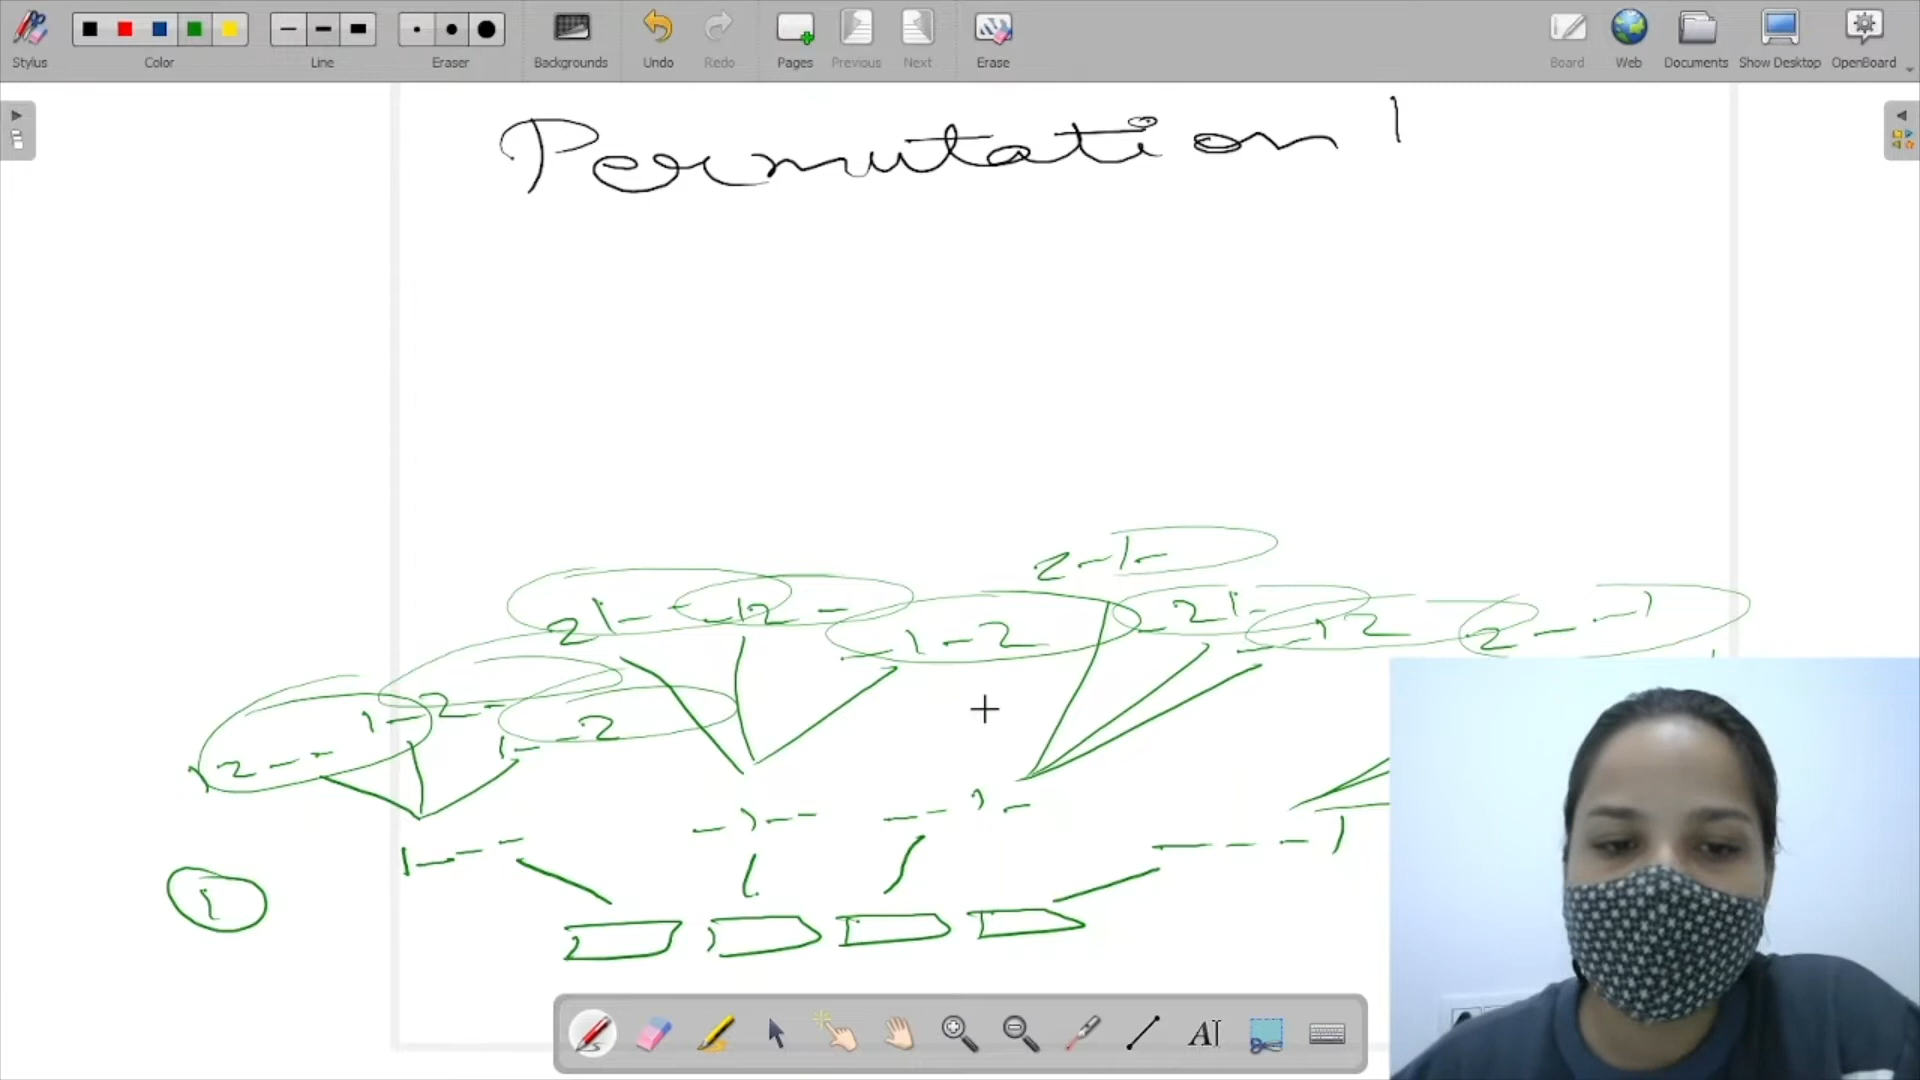 Stylus Color Line Eraser Backgrounds Undo Redo Pages Previous Next Erase Board Web Documents Show Desktop OpenBoard
Permutation 1
2 - 1 -
2 1 - - - 1 2 - - 1 - 2 - 2 1 - - 1 2 2 - - 1
1 - 2 - 1 - - 2
1 2 - -
1 - - - - 1 - - - - 1 - - - - 1
1